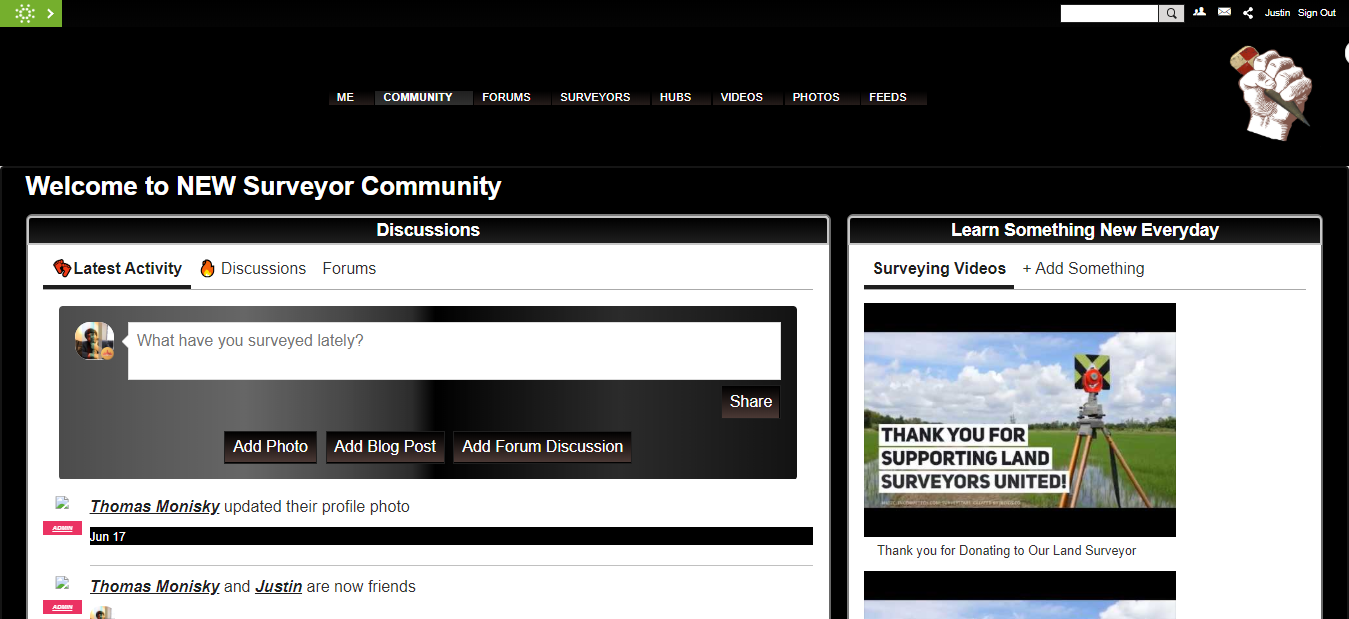 Justin Sign Out
ME COMMUNITY FORUMS SURVEYORS HUBS VIDEOS PHOTOS FEEDS
Welcome to NEW Surveyor Community
Discussions
Latest Activity Discussions Forums
What have you surveyed lately?
Share
Add Photo Add Blog Post Add Forum Discussion
Thomas Monisky updated their profile photo
ADMIN
Jun 17
Thomas Monisky and Justin are now friends
ADMIN
Learn Something New Everyday
Surveying Videos + Add Something
THANK YOU FOR
SUPPORTING LAND
SURVEYORS UNITED!
Thank you for Donating to Our Land Surveyor